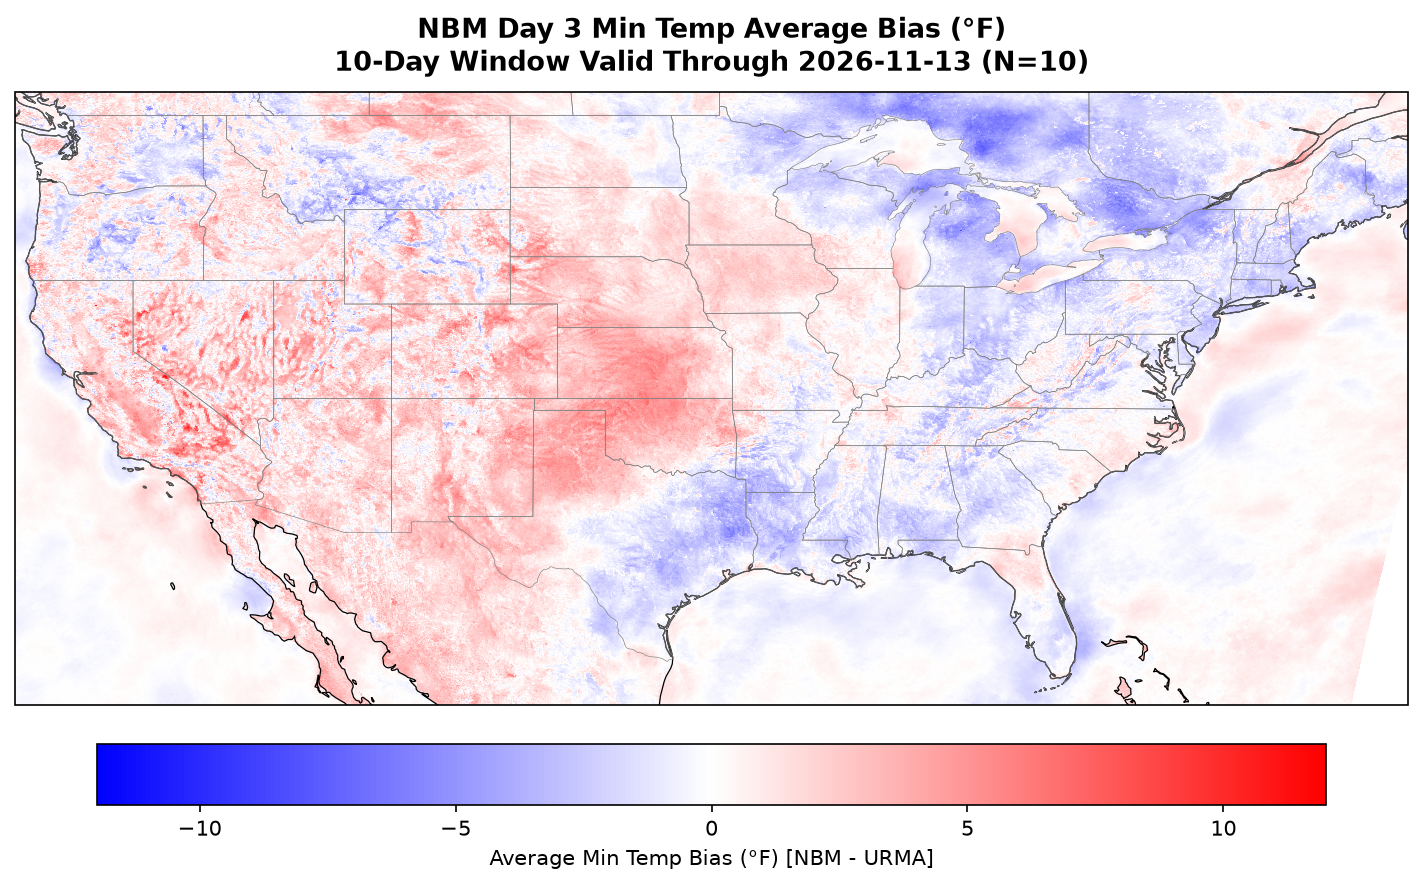 NBM Day 3 Min Temp Average Bias (°F)
10-Day Window Valid Through 2026-11-13 (N=10)
−10 −5 0 5 10
Average Min Temp Bias (°F) [NBM - URMA]